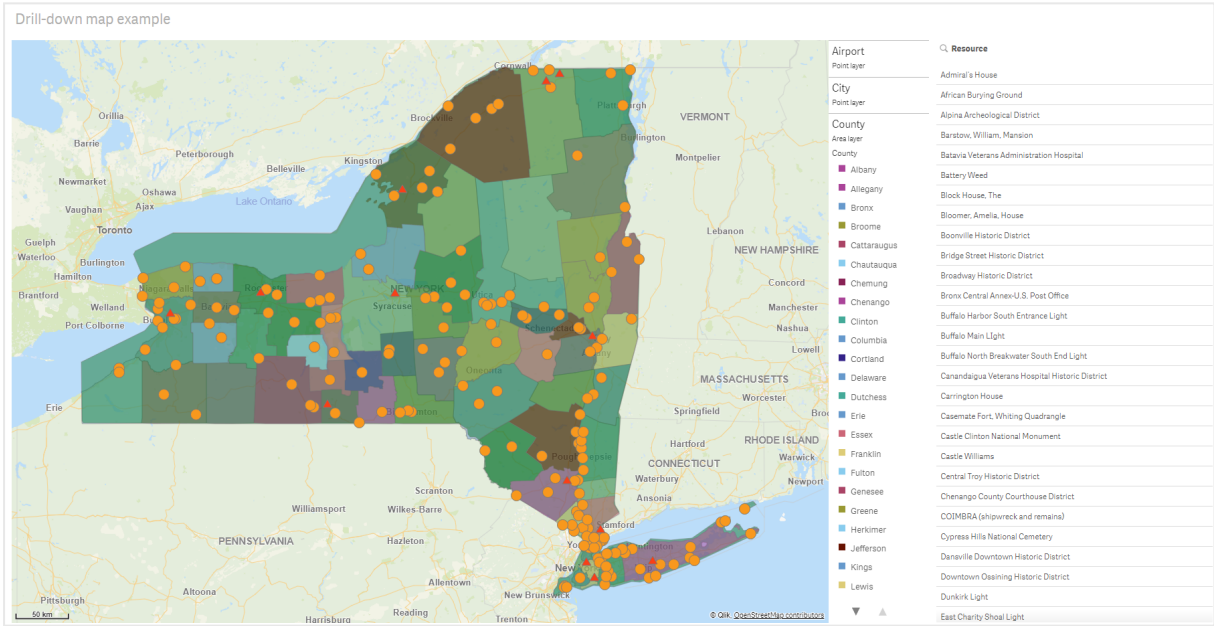 Drill-down map example
Cornwall
Orillia
Barrie
Peterborough
Belleville
Kingston
Brockville
Plattsburgh
Burlington
VERMONT
Montpelier
Newmarket
Oshawa
Vaughan
Ajax
Lake Ontario
Toronto
Lebanon
Guelph
Waterloo
Burlington
NEW HAMPSHIRE
Hamilton
Brantford
Welland
Port Colborne
NEW YORK
Syracuse
Utica
Concord
Manchester
Nashua
Lowell
Schenectady
Albany
Oneonta
MASSACHUSETTS
Worcester
Springfield
Erie
Hartford
RHODE ISLAND
CONNECTICUT
Warwick
Waterbury
Newport
Ansonia
Scranton
Williamsport
Wilkes-Barre
Stamford
PENNSYLVANIA
Hazleton
Altoona
Allentown
New Brunswick
Pittsburgh
Reading
Harrisburg
Trenton
50 km
© Qlik, OpenStreetMap contributors
Airport
Point layer
City
Point layer
County
Area layer
County
Albany
Allegany
Bronx
Broome
Cattaraugus
Chautauqua
Chemung
Chenango
Clinton
Columbia
Cortland
Delaware
Dutchess
Erie
Essex
Franklin
Fulton
Genesee
Greene
Herkimer
Jefferson
Kings
Lewis
Resource
Admiral's House
African Burying Ground
Alpina Archeological District
Barstow, William, Mansion
Batavia Veterans Administration Hospital
Battery Weed
Block House, The
Bloomer, Amelia, House
Boonville Historic District
Bridge Street Historic District
Broadway Historic District
Bronx Central Annex-U.S. Post Office
Buffalo Harbor South Entrance Light
Buffalo Main LIght
Buffalo North Breakwater South End Light
Canandaigua Veterans Hospital Historic District
Carrington House
Casemate Fort, Whiting Quadrangle
Castle Clinton National Monument
Castle Williams
Central Troy Historic District
Chenango County Courthouse District
COIMBRA (shipwreck and remains)
Cypress Hills National Cemetery
Dansville Downtown Historic District
Downtown Ossining Historic District
Dunkirk Light
East Charity Shoal Light